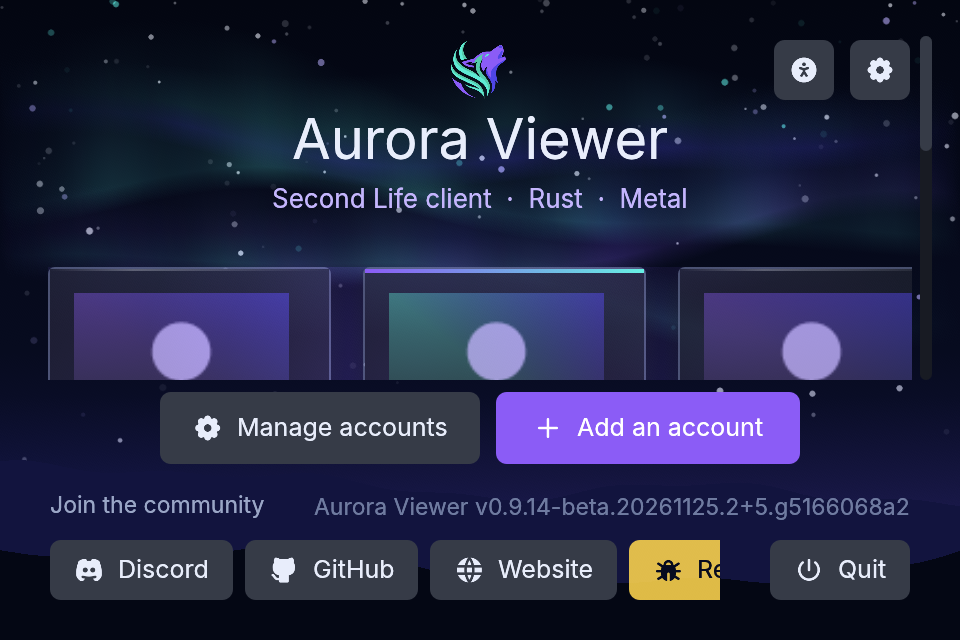 Aurora Viewer
Second Life client · Rust · Metal
Manage accounts
Add an account
Join the community
Aurora Viewer v0.9.14-beta.20261125.2+5.g5166068a2
Discord
GitHub
Website
Re
Quit